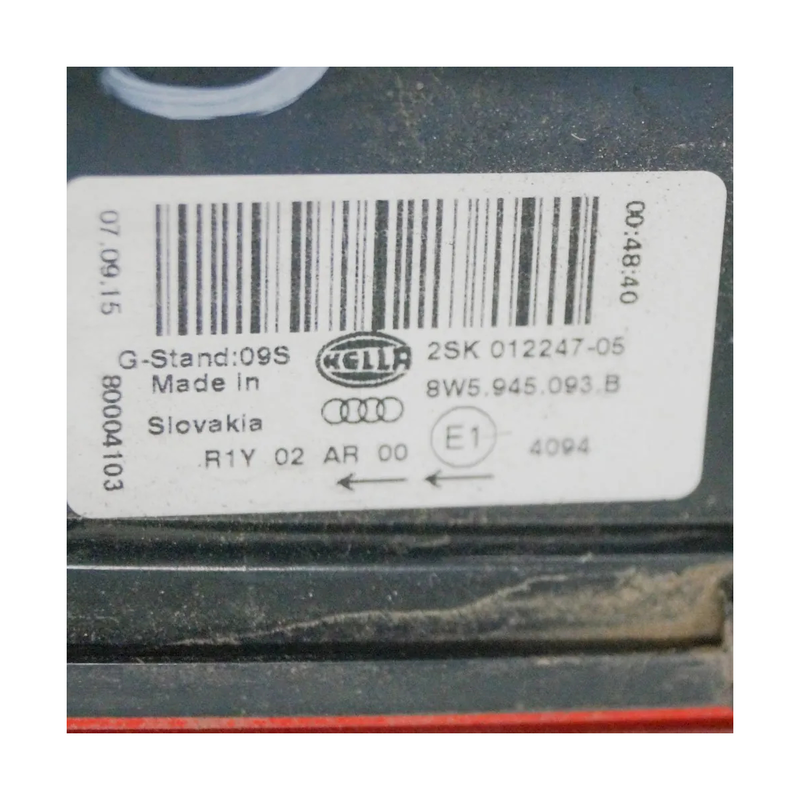 07.09.15
00:48:40
G-Stand:09S
HELLA
2SK 012247-05
Made in
8W5.945.093.B
Slovakia
E1
4094
R1Y 02 AR 00
80004103